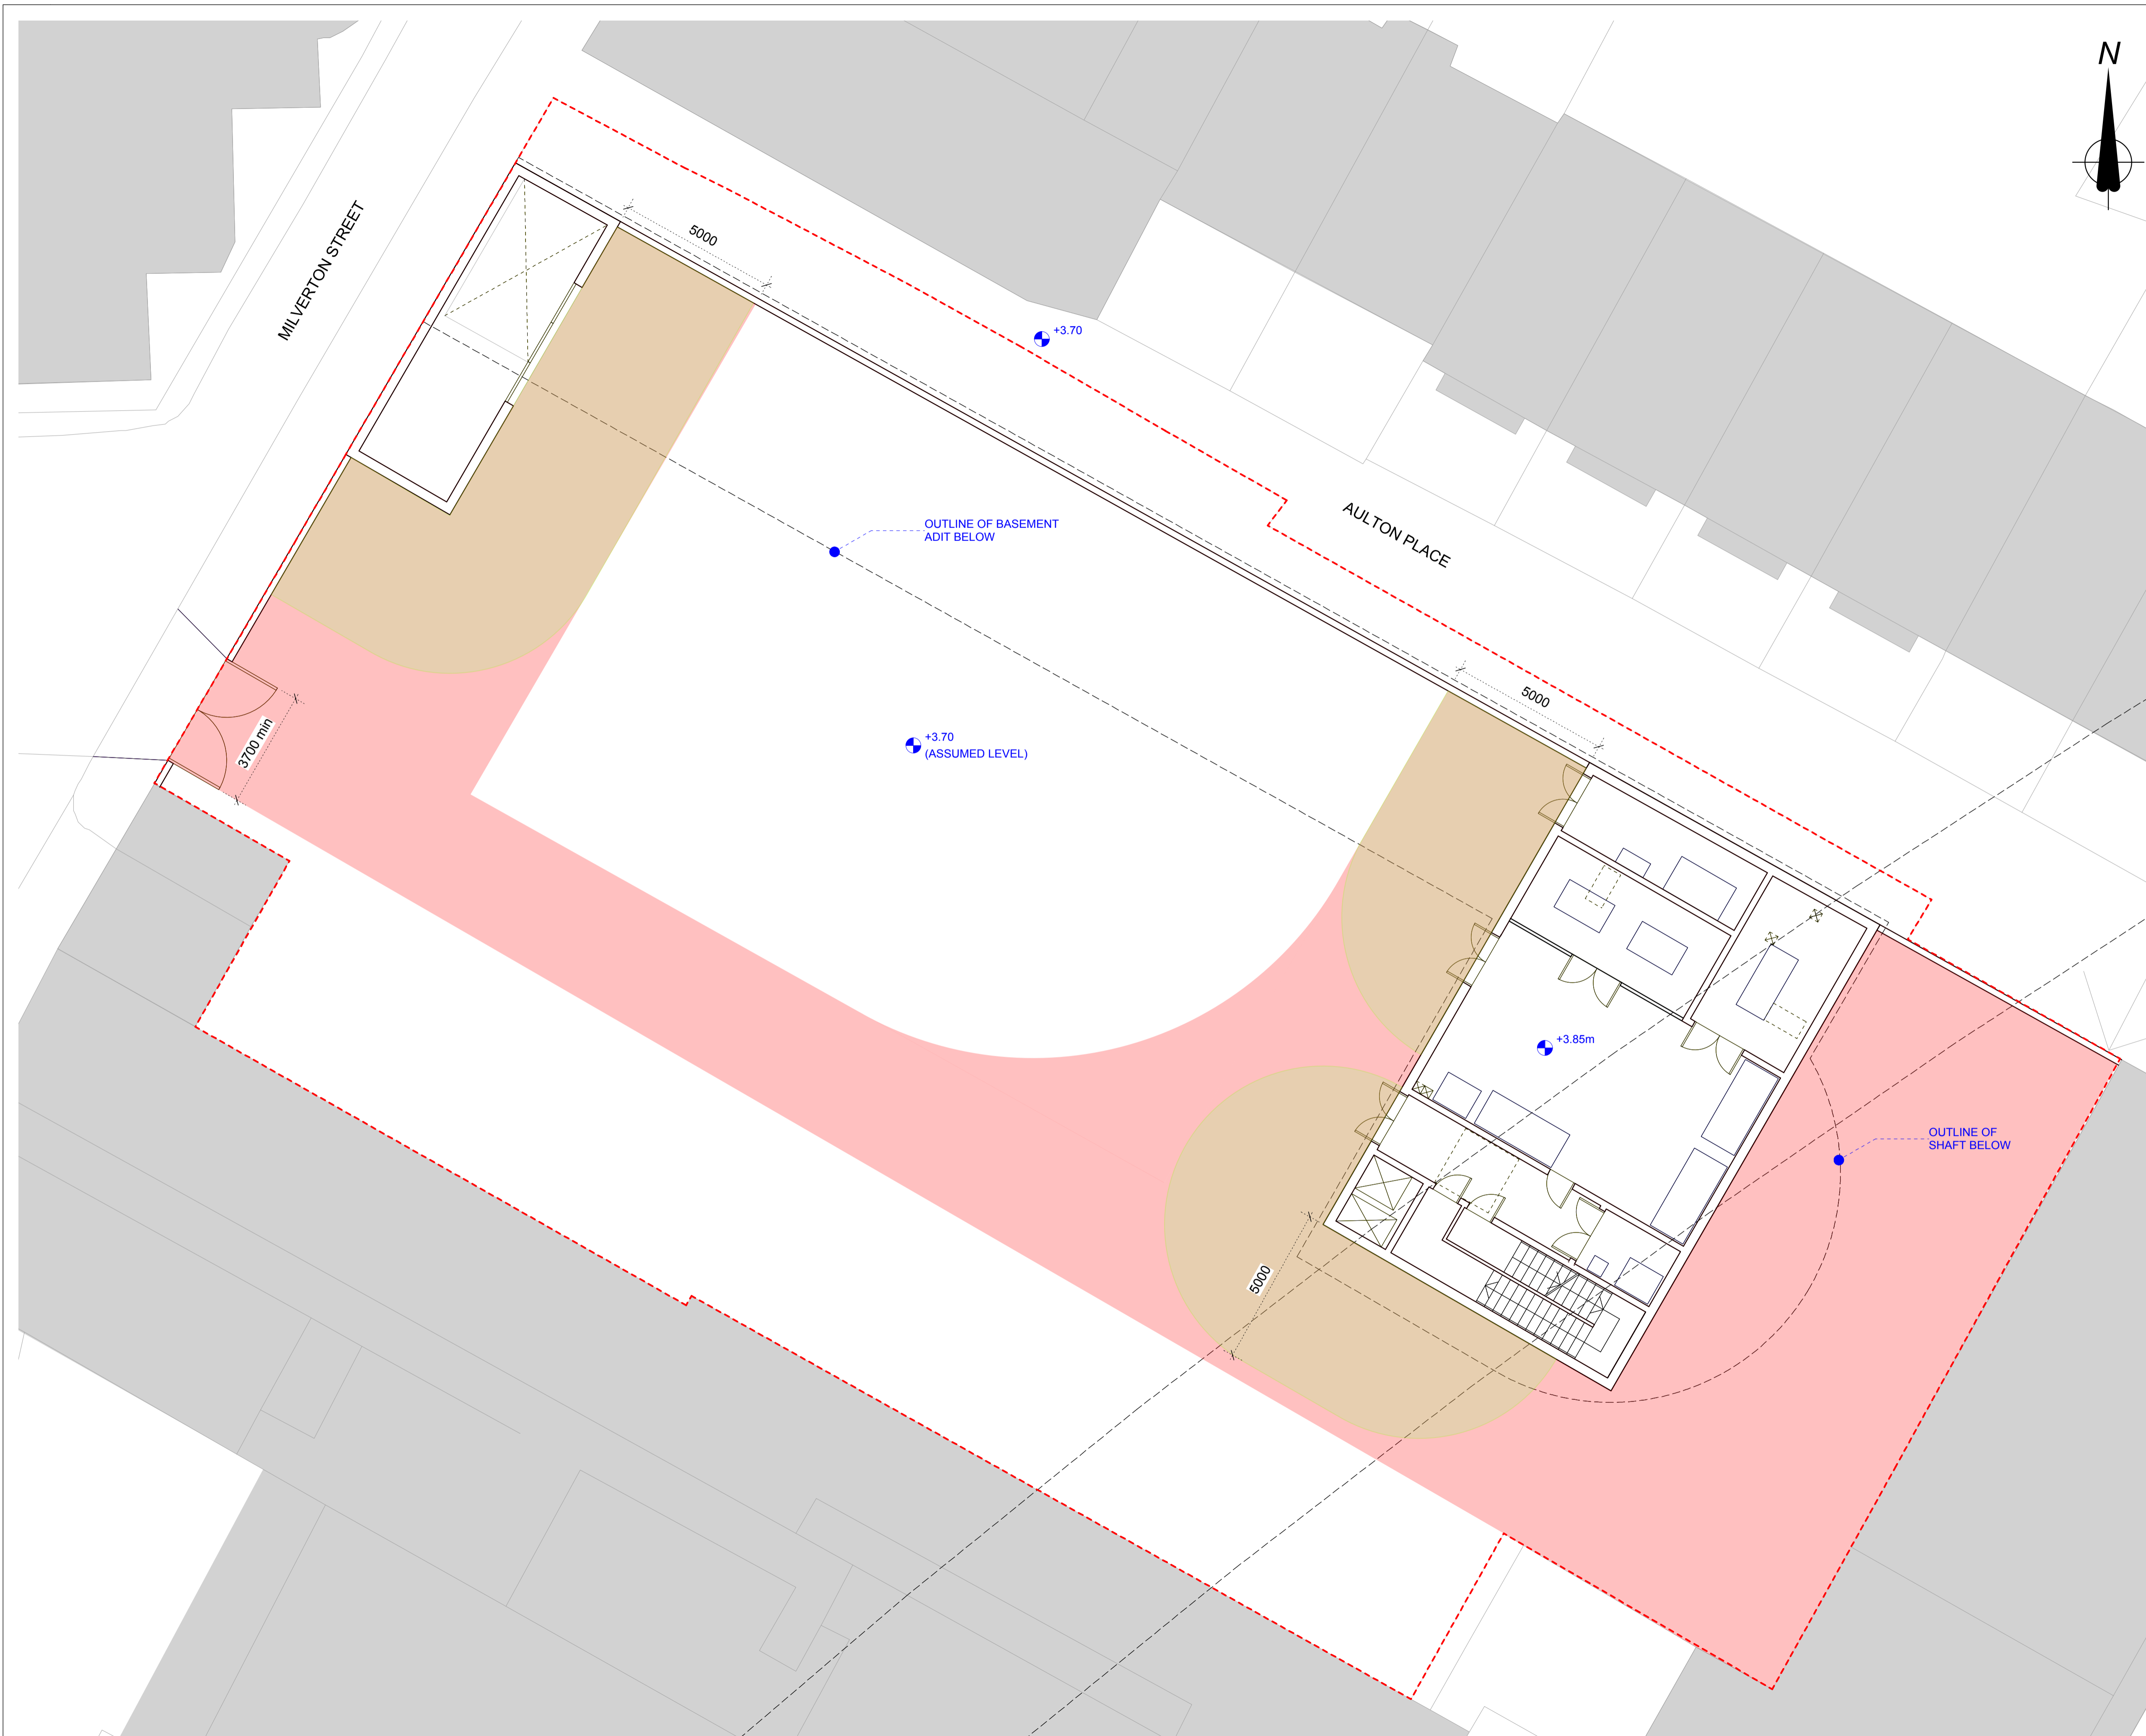 N
MILVERTON STREET
5000
+3.70
AULTON PLACE
OUTLINE OF BASEMENT
ADIT BELOW
5000
3700 min
+3.70
(ASSUMED LEVEL)
+3.85m
OUTLINE OF
SHAFT BELOW
5000